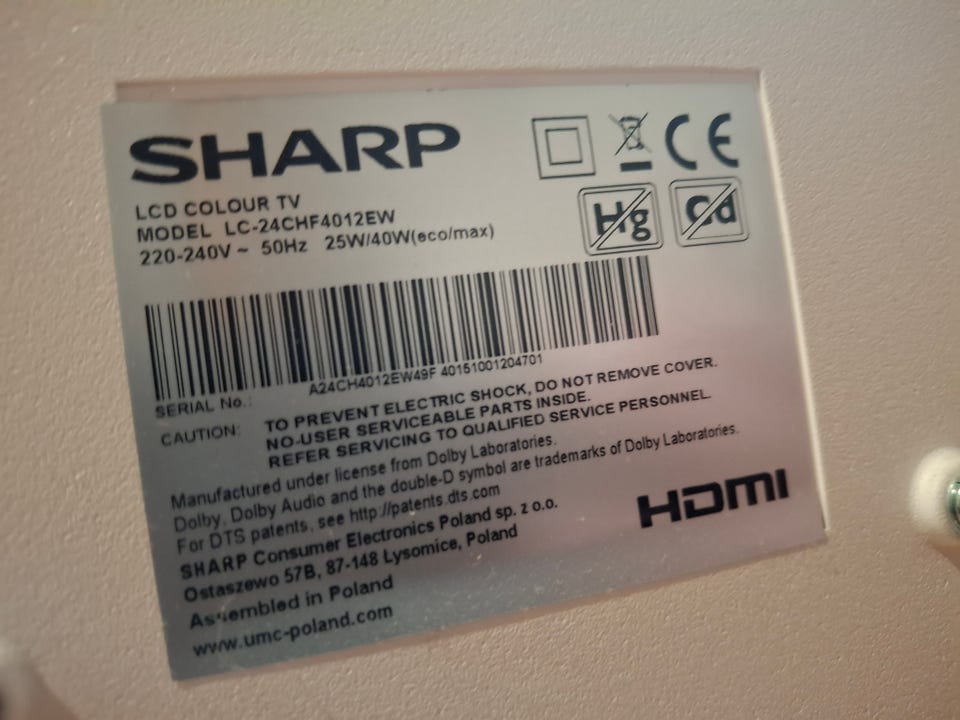 SHARP
CE
LCD COLOUR TV
MODEL LC-24CHF4012EW
220-240V ~ 50Hz 25W/40W(eco/max)
Hg Cd
A24CH4012EW49F 40151001204701
SERIAL No.:
CAUTION: TO PREVENT ELECTRIC SHOCK, DO NOT REMOVE COVER.
NO-USER SERVICEABLE PARTS INSIDE.
REFER SERVICING TO QUALIFIED SERVICE PERSONNEL.
Manufactured under license from Dolby Laboratories.
Dolby, Dolby Audio and the double-D symbol are trademarks of Dolby Laboratories.
For DTS patents, see http://patents.dts.com
SHARP Consumer Electronics Poland sp. z o.o.
Ostaszewo 57B, 87-148 Lysomice, Poland
Assembled in Poland
www.umc-poland.com
HDMI